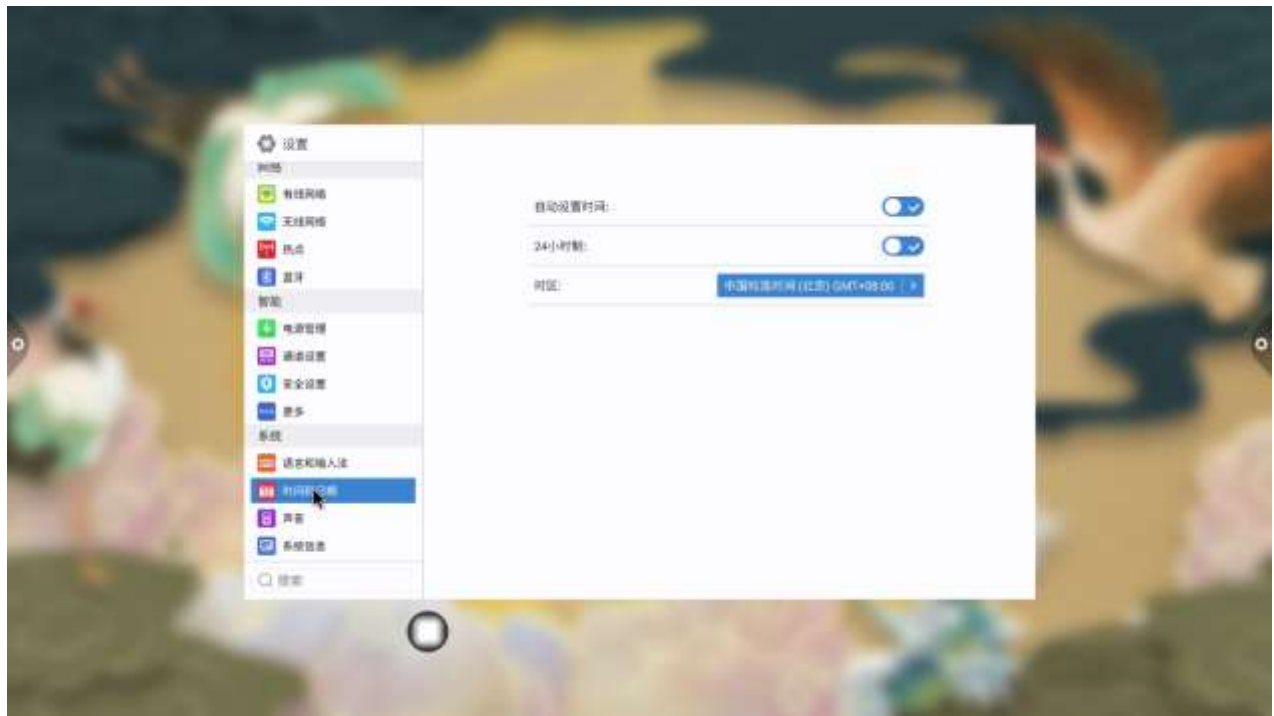 设置
网络
有线网络
无线网络
热点
蓝牙
智能
电源管理
通道设置
安全设置
更多
系统
语言和输入法
时间和日期
声音
系统信息
搜索
自动设置时间:
24小时制:
时区:
中国标准时间 (北京) GMT+08:00